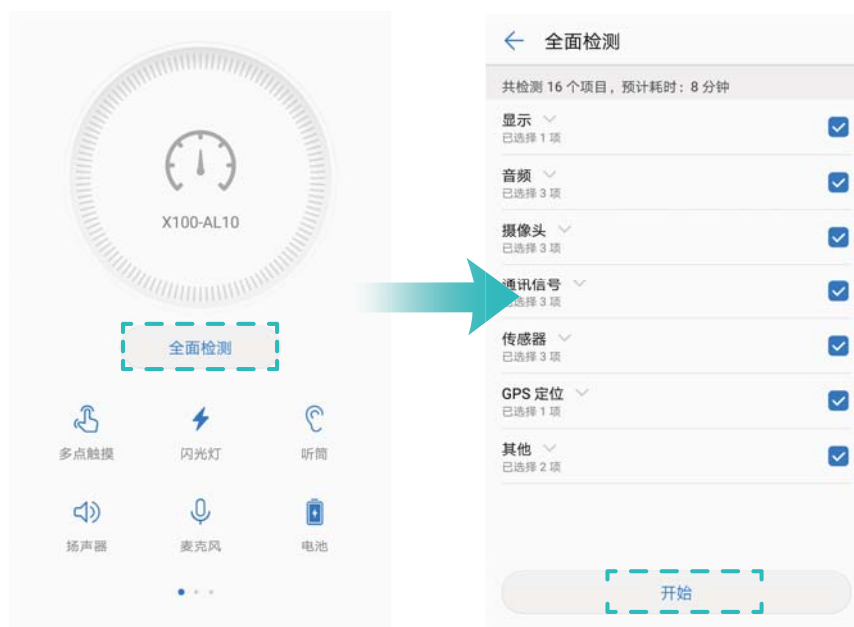 X100-AL10
全面检测
多点触摸
闪光灯
听筒
扬声器
麦克风
电池
全面检测
共检测 16 个项目，预计耗时：8 分钟
显示
已选择 1 项
音频
已选择 3 项
摄像头
已选择 3 项
通讯信号
已选择 3 项
传感器
已选择 3 项
GPS 定位
已选择 1 项
其他
已选择 2 项
开始